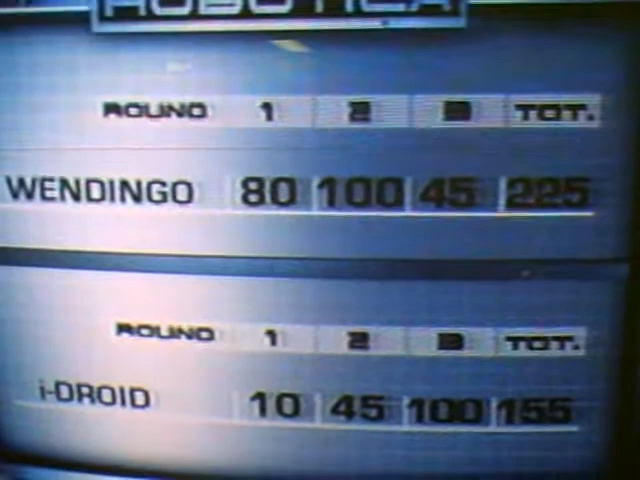 ROBOTICA
ROUND 1 2 3 TOT.
WENDINGO 80 100 45 225
ROUND 1 2 3 TOT.
i-DROID 10 45 100 155